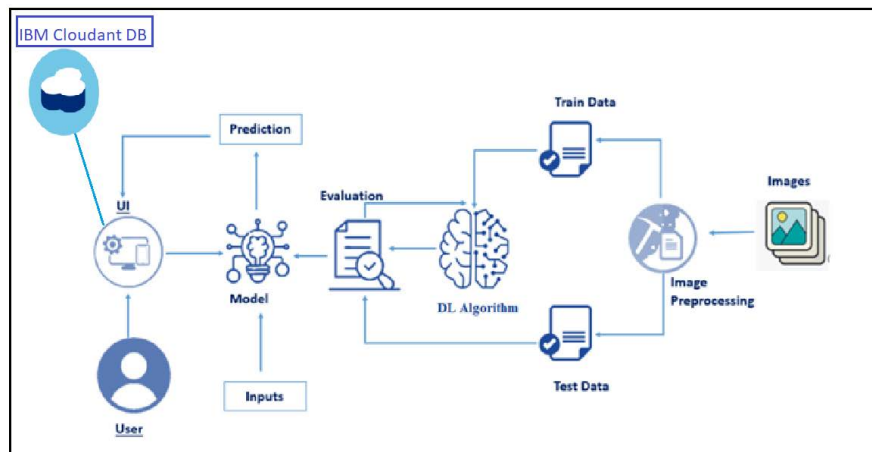 IBM Cloudant DB
Train Data
Prediction
Images
Evaluation
UI
Model
DL Algorithm
Image
Preprocessing
Inputs
Test Data
User